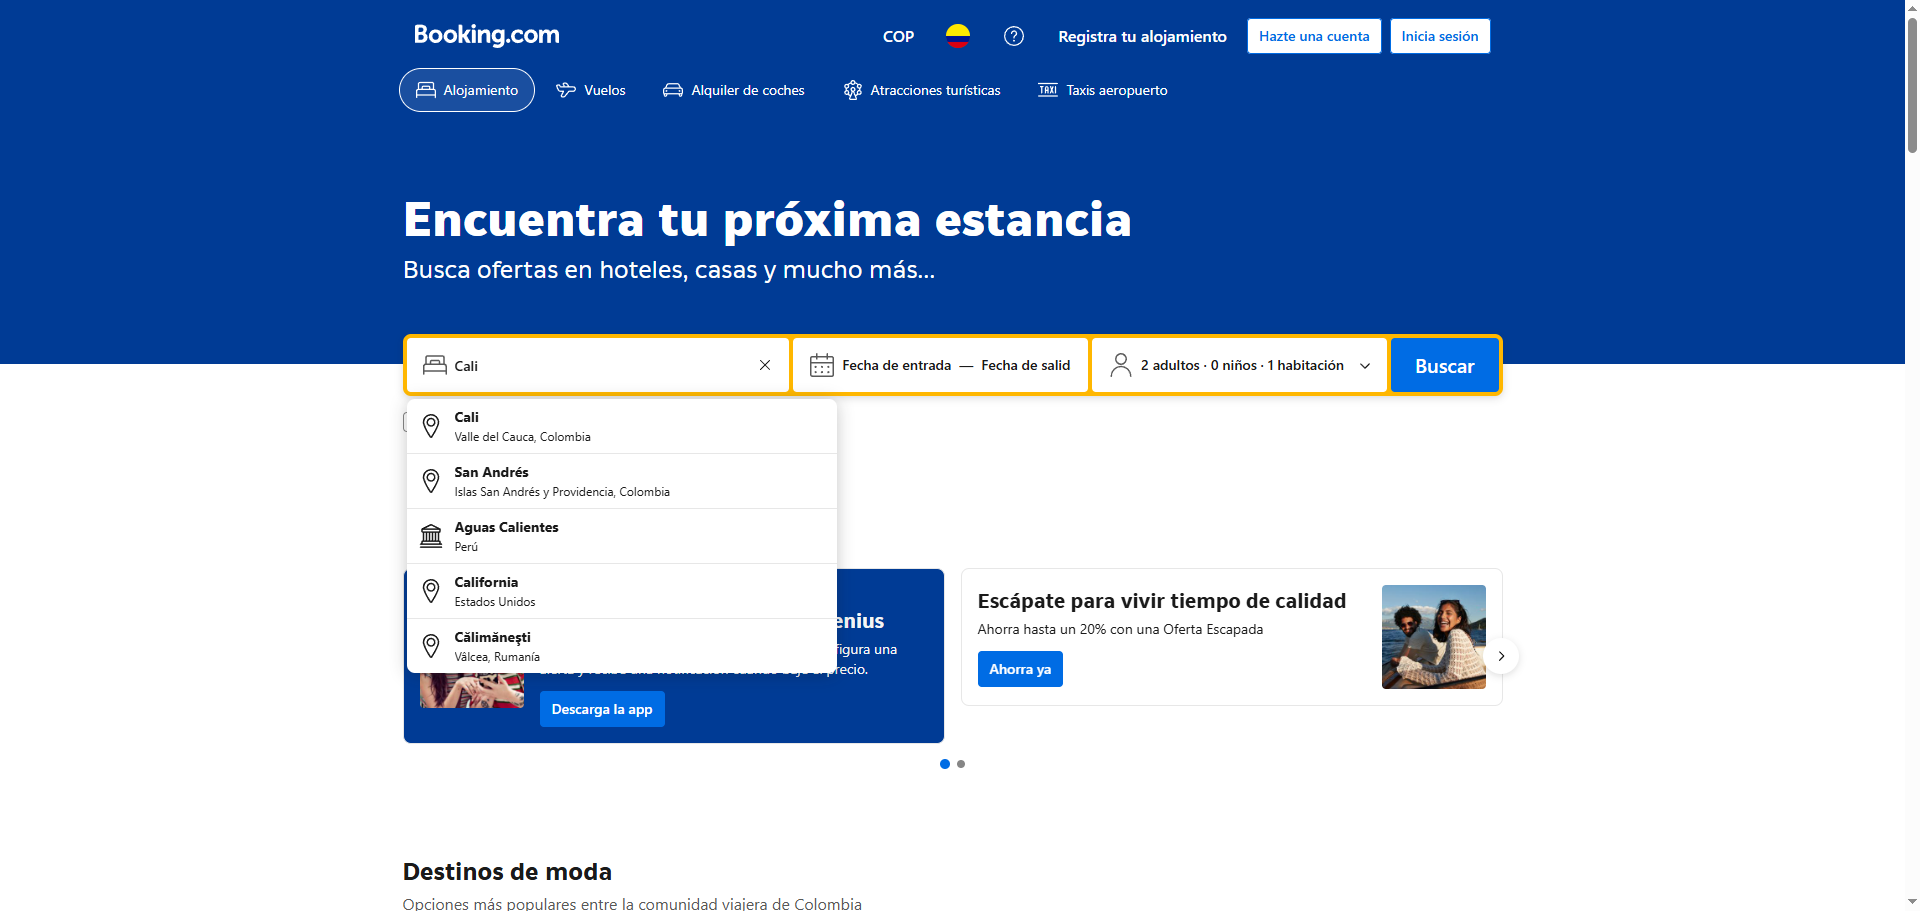 Booking.com
COP
Registra tu alojamiento
Hazte una cuenta
Inicia sesión
Alojamiento
Vuelos
Alquiler de coches
Atracciones turísticas
TAXI
Taxis aeropuerto
Encuentra tu próxima estancia
Busca ofertas en hoteles, casas y mucho más...
Cali
Fecha de entrada — Fecha de salid
2 adultos · 0 niños · 1 habitación
Buscar
Cali
Valle del Cauca, Colombia
San Andrés
Islas San Andrés y Providencia, Colombia
Aguas Calientes
Perú
California
Estados Unidos
Călimăneşti
Vâlcea, Rumanía
enius
figura una
precio.
Descarga la app
Escápate para vivir tiempo de calidad
Ahorra hasta un 20% con una Oferta Escapada
Ahorra ya
Destinos de moda
Opciones más populares entre la comunidad viajera de Colombia